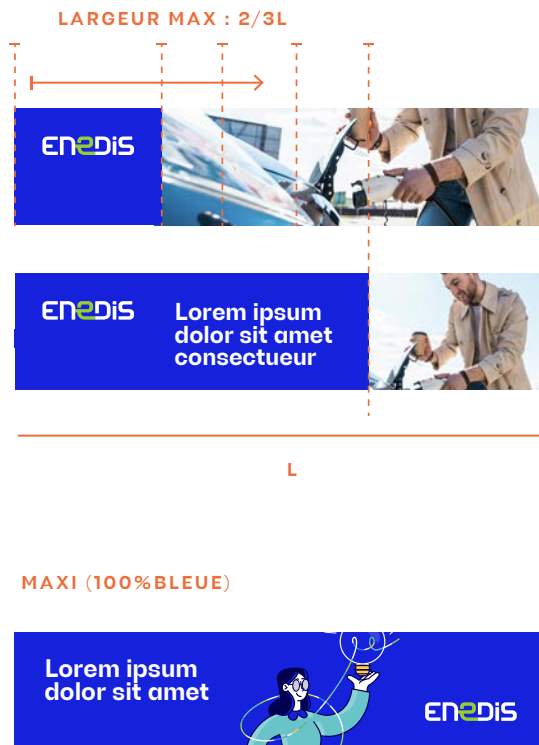 LARGEUR MAX : 2/3L
ENEDIS
ENEDIS
Lorem ipsum
dolor sit amet
consectueur
L
MAXI (100%BLEUE)
Lorem ipsum
dolor sit amet
ENEDIS